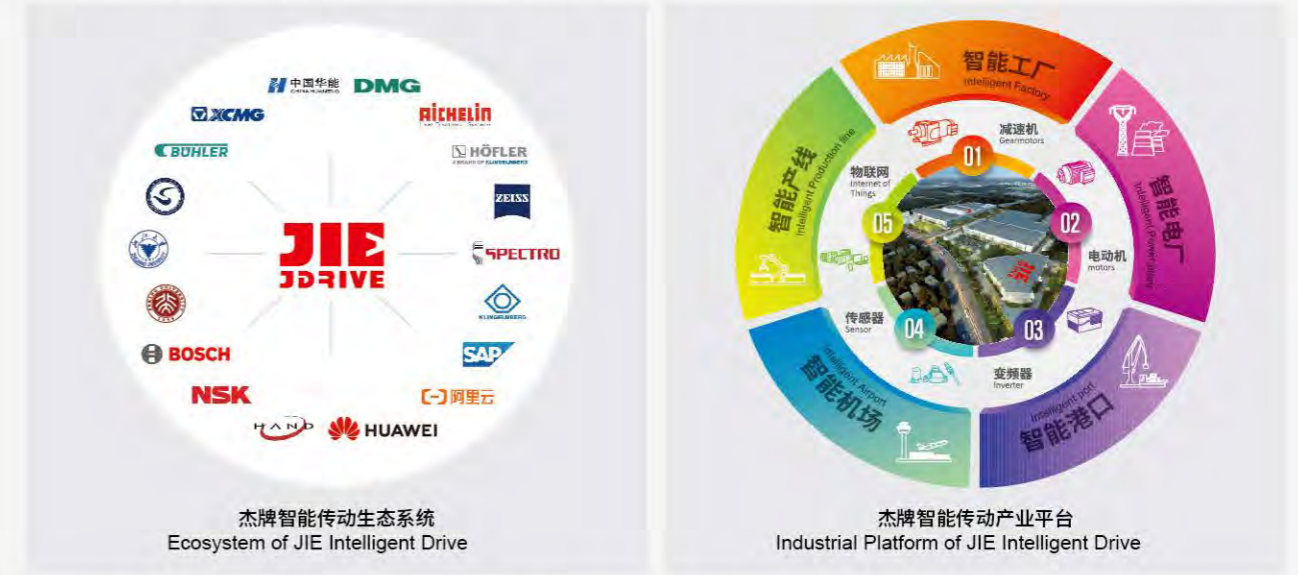 中国华能
DMG
XCMG
AICHELIN
BÜHLER
HÖFLER
ZEISS
SPECTRO
KLINGELNBERG
BOSCH
SAP
NSK
阿里云
HAND
HUAWEI
JIE
JDRIVE
杰牌智能传动生态系统
Ecosystem of JIE Intelligent Drive
智能工厂
Intelligent Factory
智能电厂
Intelligent Power
智能港口
Intelligent port
智能机场
Intelligent Airport
智能产线
Intelligent Production line
减速机
Gearmotors
01
电动机
motors
02
变频器
Inverter
03
传感器
Sensor
04
物联网
Internet of
Things
05
JIE
杰牌智能传动产业平台
Industrial Platform of JIE Intelligent Drive